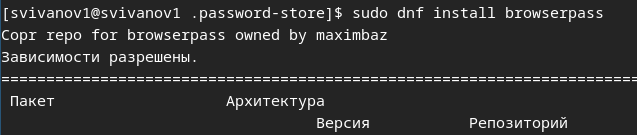 [svivanov1@svivanov1 .password-store]$ sudo dnf install browserpass
Copr repo for browserpass owned by maximbaz
Зависимости разрешены.
================================================================================
Пакет Архитектура
Версия Репозиторий